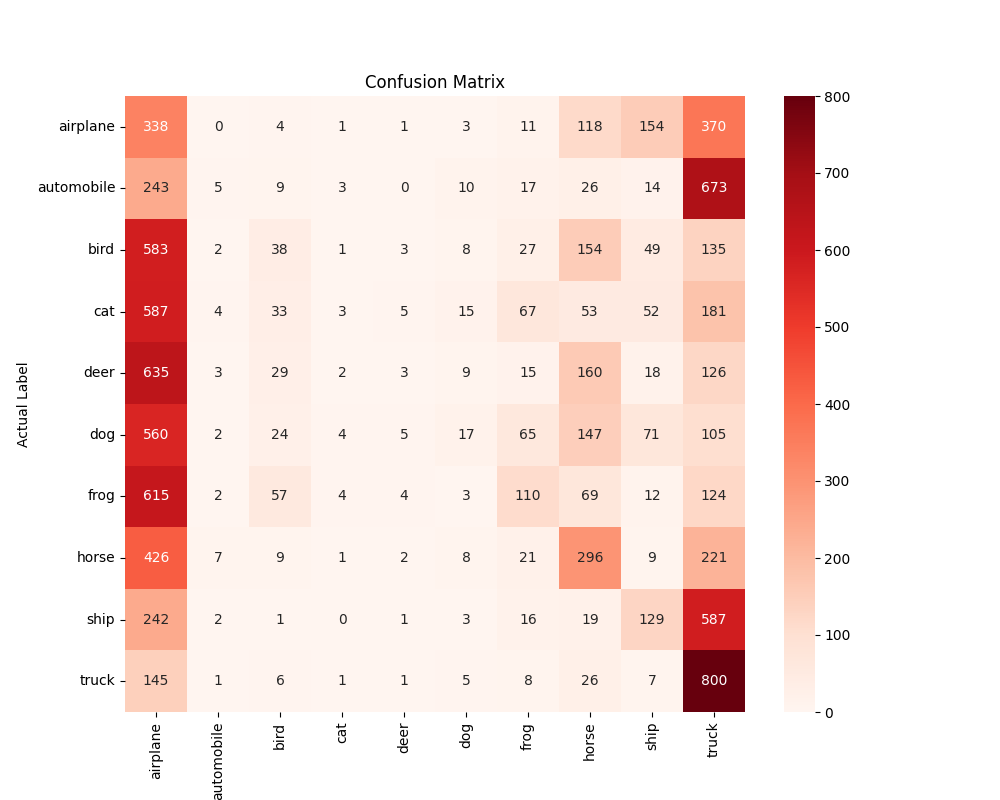 Confusion Matrix
Actual Label
airplane 338 0 4 1 1 3 11 118 154 370
automobile 243 5 9 3 0 10 17 26 14 673
bird 583 2 38 1 3 8 27 154 49 135
cat 587 4 33 3 5 15 67 53 52 181
deer 635 3 29 2 3 9 15 160 18 126
dog 560 2 24 4 5 17 65 147 71 105
frog 615 2 57 4 4 3 110 69 12 124
horse 426 7 9 1 2 8 21 296 9 221
ship 242 2 1 0 1 3 16 19 129 587
truck 145 1 6 1 1 5 8 26 7 800
airplane automobile bird cat deer dog frog horse ship truck
800
700
600
500
400
300
200
100
0